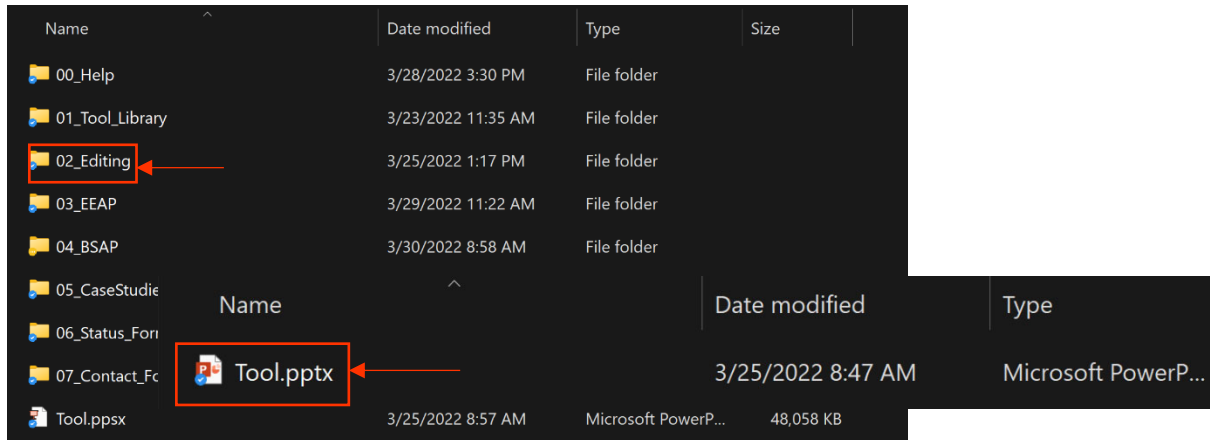 Name Date modified Type Size
00_Help 3/28/2022 3:30 PM File folder
01_Tool_Library 3/23/2022 11:35 AM File folder
02_Editing 3/25/2022 1:17 PM File folder
03_EEAP 3/29/2022 11:22 AM File folder
04_BSAP 3/30/2022 8:58 AM File folder
05_CaseStudie
06_Status_For
07_Contact_Fo
Tool.ppsx 3/25/2022 8:57 AM Microsoft PowerP... 48,058 KB
Name Date modified Type
Tool.pptx 3/25/2022 8:47 AM Microsoft PowerP...